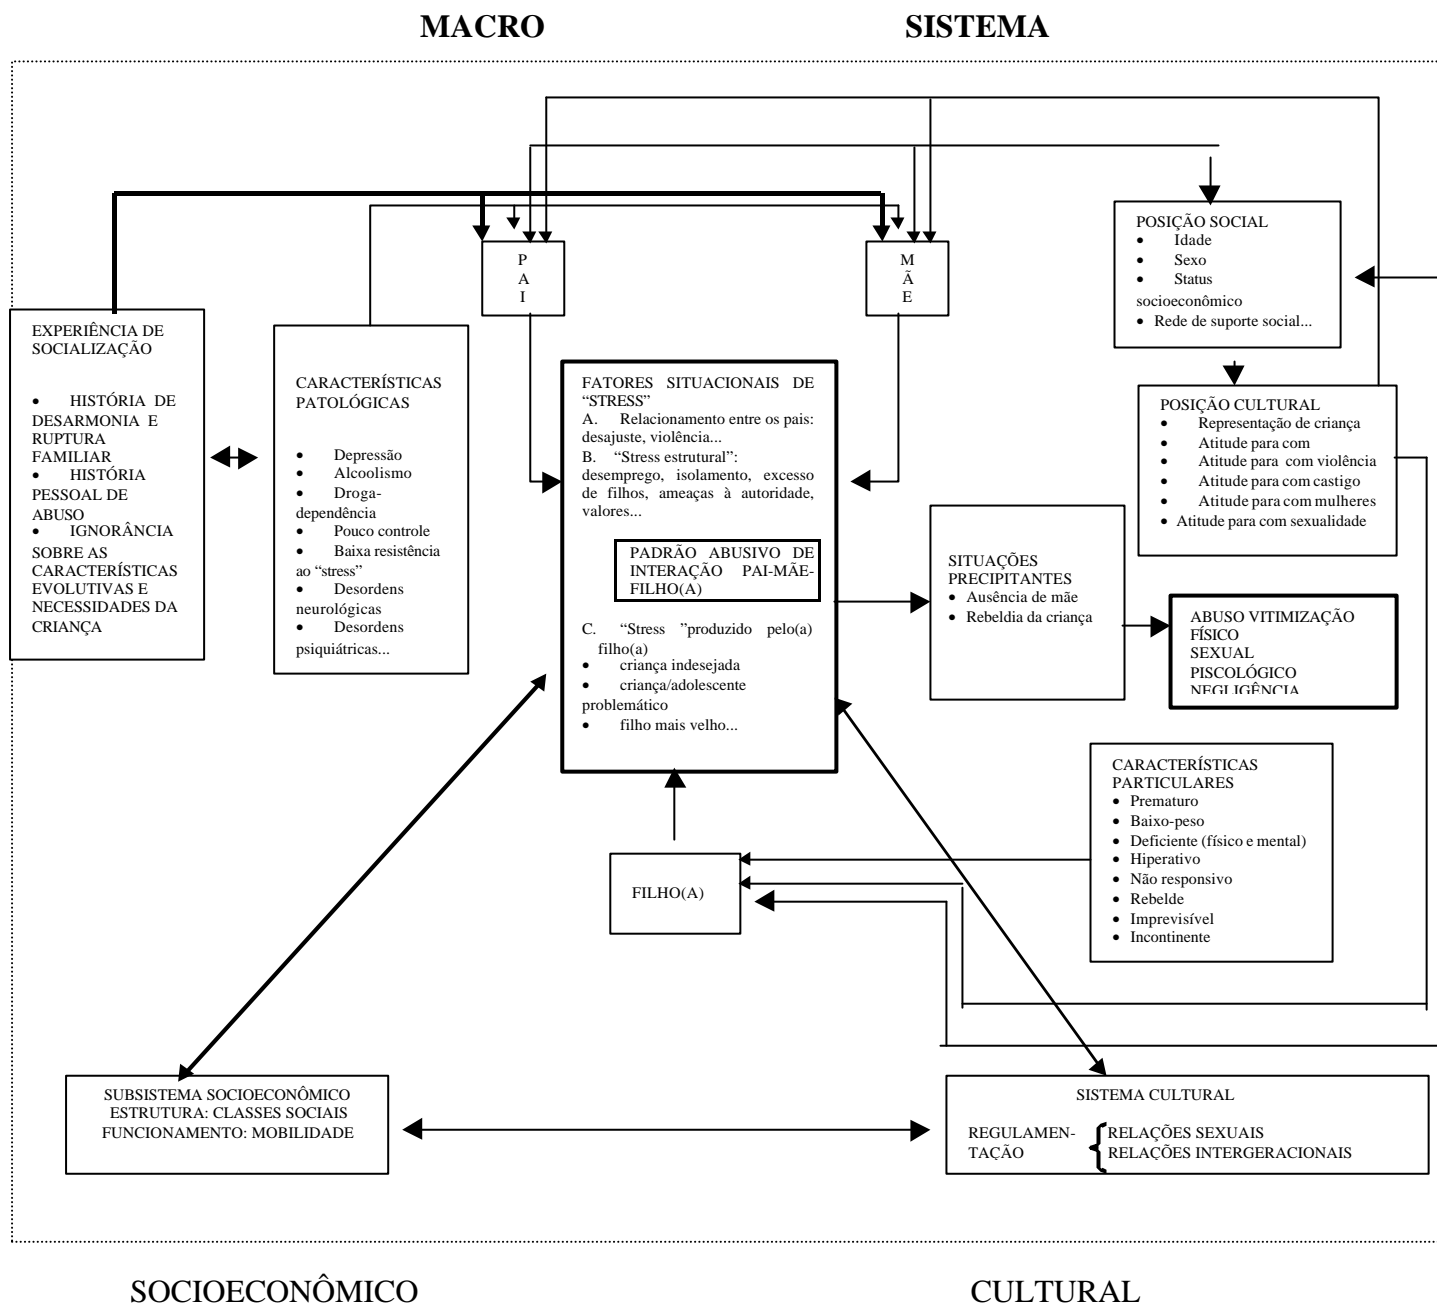 MACRO SISTEMA
P
A
I
M
Ã
E
POSIÇÃO SOCIAL
• Idade
• Sexo
• Status
socioeconômico
• Rede de suporte social...
EXPERIÊNCIA DE
SOCIALIZAÇÃO
• HISTÓRIA DE
DESARMONIA E
RUPTURA
FAMILIAR
• HISTÓRIA
PESSOAL DE
ABUSO
• IGNORÂNCIA
SOBRE AS
CARACTERÍSTICAS
EVOLUTIVAS E
NECESSIDADES DA
CRIANÇA
CARACTERÍSTICAS
PATOLÓGICAS
• Depressão
• Alcoolismo
• Droga-
dependência
• Pouco controle
• Baixa resistência
ao “stress”
• Desordens
neurológicas
• Desordens
psiquiátricas...
FATORES SITUACIONAIS DE
“STRESS”
A. Relacionamento entre os pais:
desajuste, violência...
B. “Stress estrutural”:
desemprego, isolamento, excesso
de filhos, ameaças à autoridade,
valores...
PADRÃO ABUSIVO DE
INTERAÇÃO PAI-MÃE-
FILHO(A)
C. “Stress ”produzido pelo(a)
filho(a)
• criança indesejada
• criança/adolescente
problemático
• filho mais velho...
POSIÇÃO CULTURAL
• Representação de criança
• Atitude para com
• Atitude para com violência
• Atitude para com castigo
• Atitude para com mulheres
• Atitude para com sexualidade
SITUAÇÕES
PRECIPITANTES
• Ausência de mãe
• Rebeldia da criança
ABUSO VITIMIZAÇÃO
FÍSICO
SEXUAL
PISCOLÓGICO
NEGLIGÊNCIA
CARACTERÍSTICAS
PARTICULARES
• Prematuro
• Baixo-peso
• Deficiente (físico e mental)
• Hiperativo
• Não responsivo
• Rebelde
• Imprevisível
• Incontinente
FILHO(A)
SUBSISTEMA SOCIOECONÔMICO
ESTRUTURA: CLASSES SOCIAIS
FUNCIONAMENTO: MOBILIDADE
SISTEMA CULTURAL
REGULAMEN-
TAÇÃO
RELAÇÕES SEXUAIS
RELAÇÕES INTERGERACIONAIS
SOCIOECONÔMICO CULTURAL